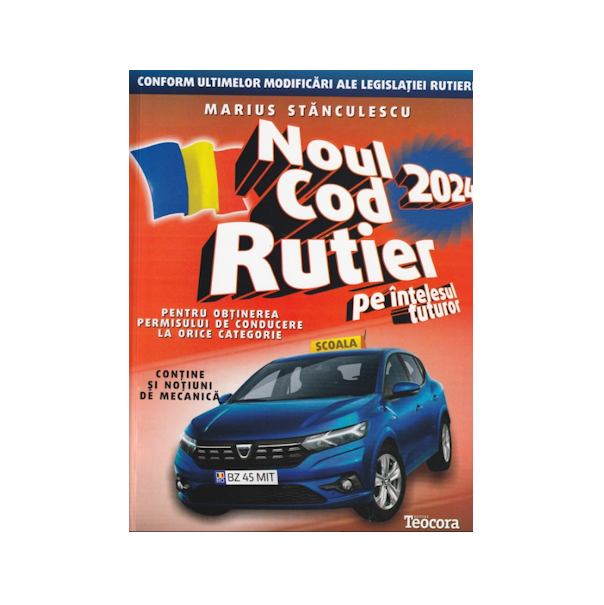 CONFORM ULTIMELOR MODIFICĂRI ALE LEGISLAȚIEI RUTIERE
MARIUS STĂNCULESCU
Noul
Cod
Rutier
2024
pe înțelesul
tuturor
PENTRU OBȚINEREA
PERMISULUI DE CONDUCERE
LA ORICE CATEGORIE
ȘCOALA
CONȚINE
ȘI NOȚIUNI
DE MECANICĂ
BZ 45 MIT
Teocora